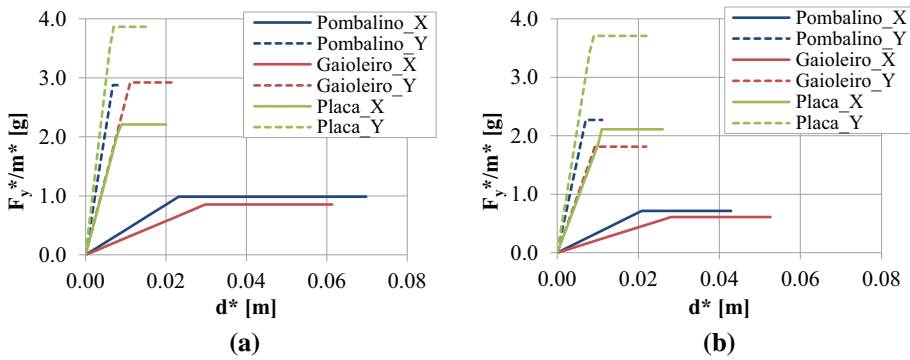 F_y*/m* [g]
4.0
3.0
2.0
1.0
0.0
0.00 0.02 0.04 0.06 0.08
d* [m]
Pombalino_X
Pombalino_Y
Gaioleiro_X
Gaioleiro_Y
Placa_X
Placa_Y
(a)
F_y*/m* [g]
4.0
3.0
2.0
1.0
0.0
0.00 0.02 0.04 0.06 0.08
d* [m]
Pombalino_X
Pombalino_Y
Gaioleiro_X
Gaioleiro_Y
Placa_X
Placa_Y
(b)